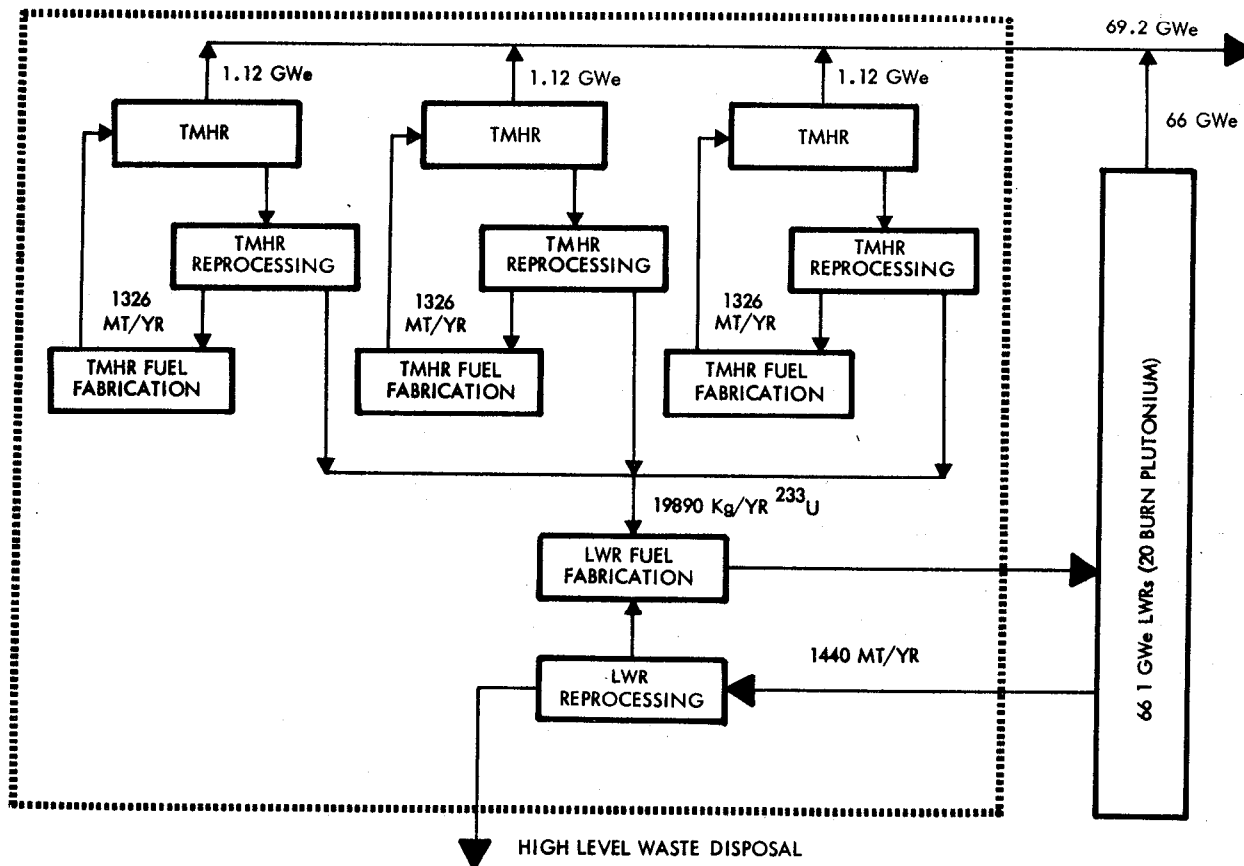 69.2 GWe
1.12 GWe
1.12 GWe
1.12 GWe
66 GWe
TMHR
TMHR
TMHR
TMHR
REPROCESSING
TMHR
REPROCESSING
TMHR
REPROCESSING
1326
MT/YR
1326
MT/YR
1326
MT/YR
TMHR FUEL
FABRICATION
TMHR FUEL
FABRICATION
TMHR FUEL
FABRICATION
19890 Kg/YR 233U
LWR FUEL
FABRICATION
1440 MT/YR
LWR
REPROCESSING
66 1 GWe LWRs (20 BURN PLUTONIUM)
HIGH LEVEL WASTE DISPOSAL